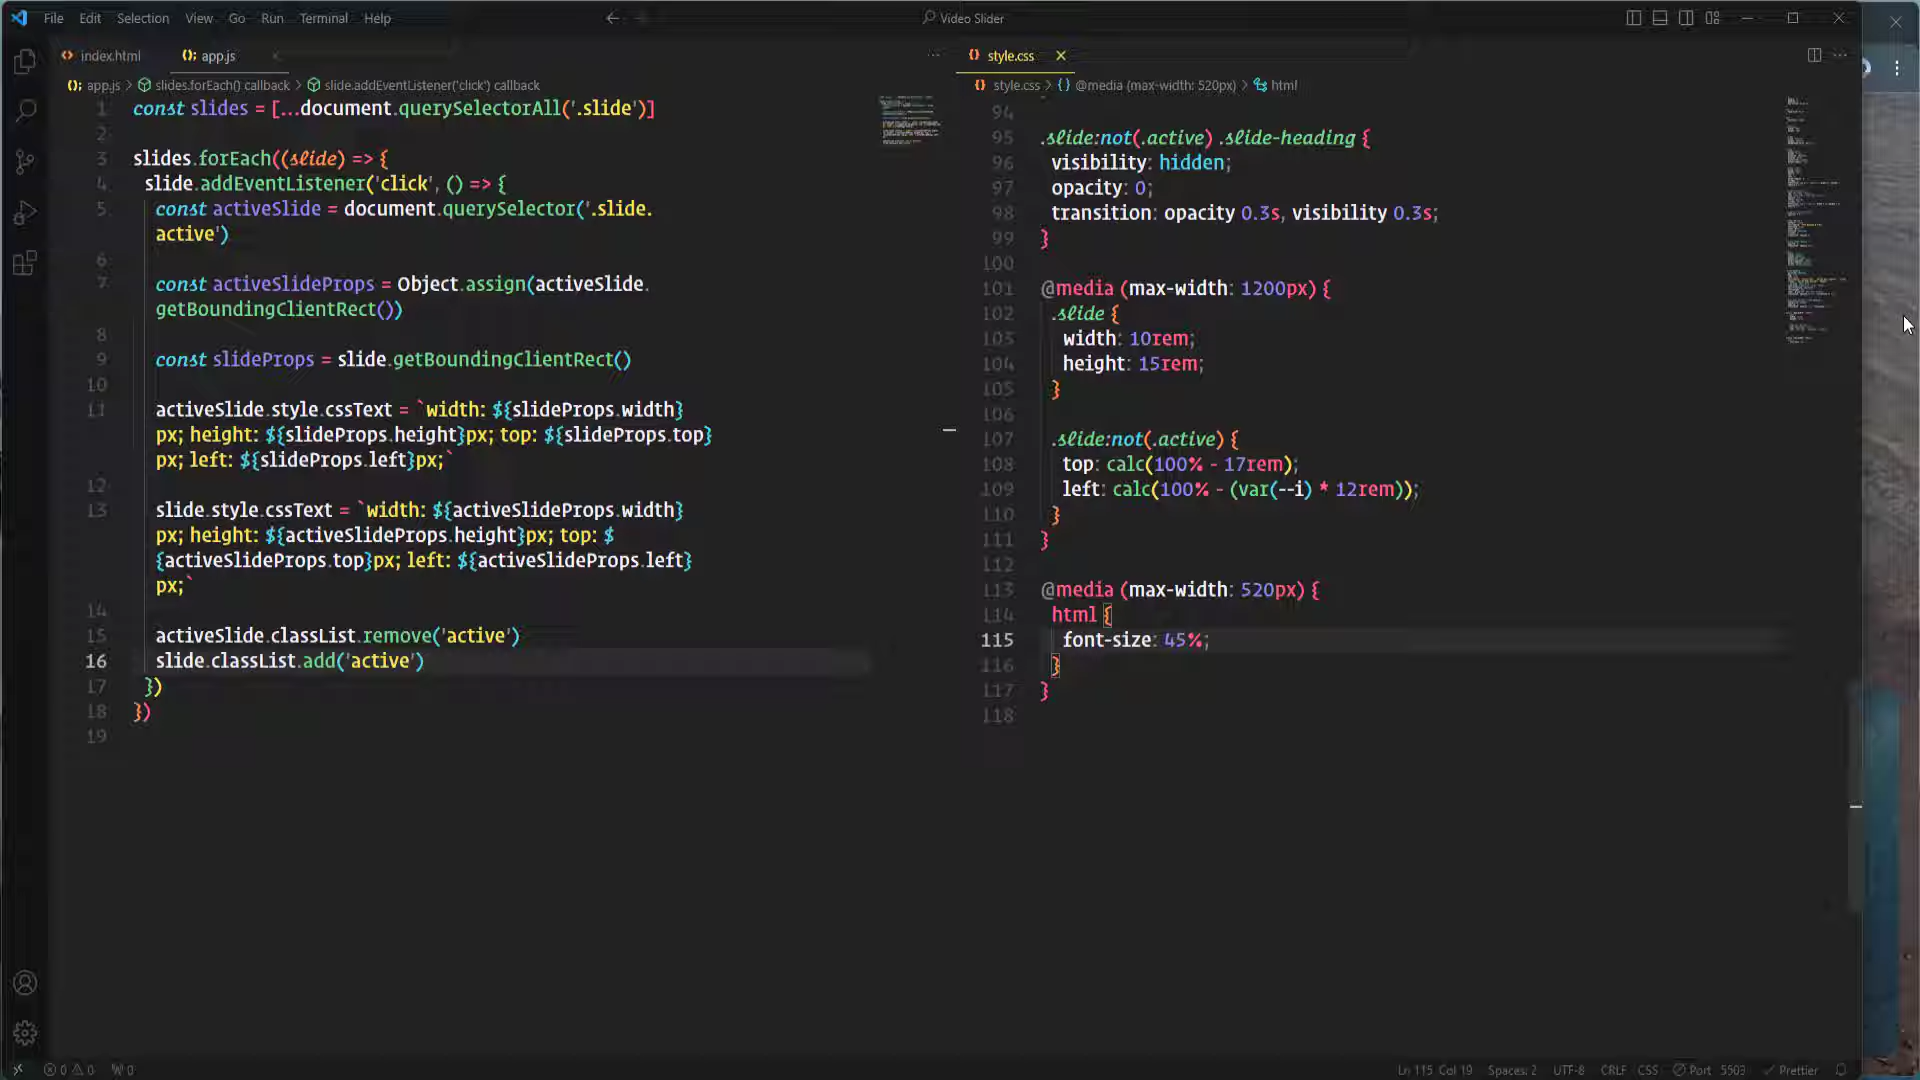 File Edit Selection View Go Run Terminal Help
Video Slider
index.html
app.js
app.js > slides.forEach() callback > slide.addEventListener('click') callback
1 const slides = [...document.querySelectorAll('.slide')]
2
3 slides.forEach((slide) => {
4 slide.addEventListener('click', () => {
5 const activeSlide = document.querySelector('.slide.
active')
6
7 const activeSlideProps = Object.assign(activeSlide.
getBoundingClientRect())
8
9 const slideProps = slide.getBoundingClientRect()
10
11 activeSlide.style.cssText = `width: ${slideProps.width}
px; height: ${slideProps.height}px; top: ${slideProps.top}
px; left: ${slideProps.left}px;`
12
13 slide.style.cssText = `width: ${activeSlideProps.width}
px; height: ${activeSlideProps.height}px; top: $
{activeSlideProps.top}px; left: ${activeSlideProps.left}
px;`
14
15 activeSlide.classList.remove('active')
16 slide.classList.add('active')
17 })
18 })
19
style.css
style.css > {} @media (max-width: 520px) > html
94
95 .slide:not(.active) .slide-heading {
96 visibility: hidden;
97 opacity: 0;
98 transition: opacity 0.3s, visibility 0.3s;
99 }
100
101 @media (max-width: 1200px) {
102 .slide {
103 width: 10rem;
104 height: 15rem;
105 }
106
107 .slide:not(.active) {
108 top: calc(100% - 17rem);
109 left: calc(100% - (var(--i) * 12rem));
110 }
111 }
112
113 @media (max-width: 520px) {
114 html {
115 font-size: 45%;
116 }
117 }
118
0 0 0
Ln 115, Col 19 Spaces: 2 UTF-8 CRLF CSS Port : 5503 Prettier